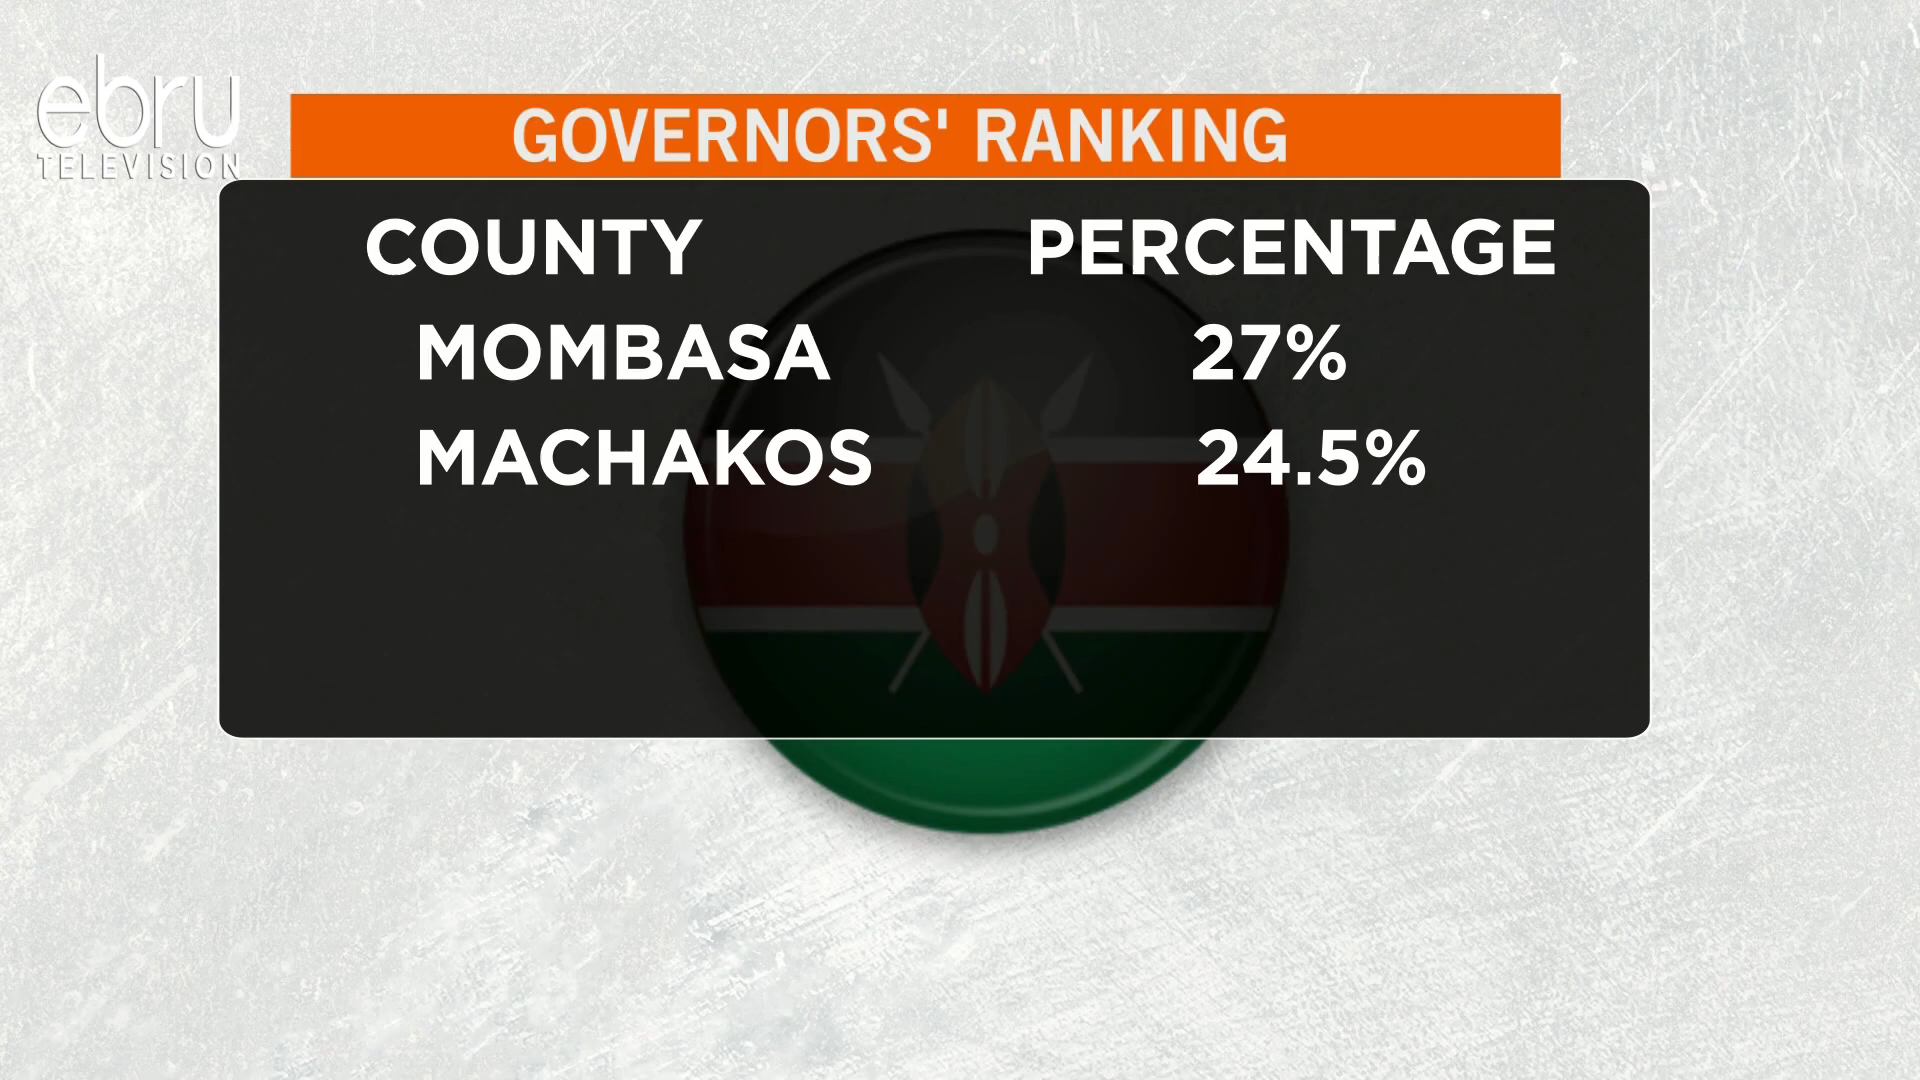 ebru
TELEVISION
GOVERNORS' RANKING
COUNTY PERCENTAGE
MOMBASA 27%
MACHAKOS 24.5%